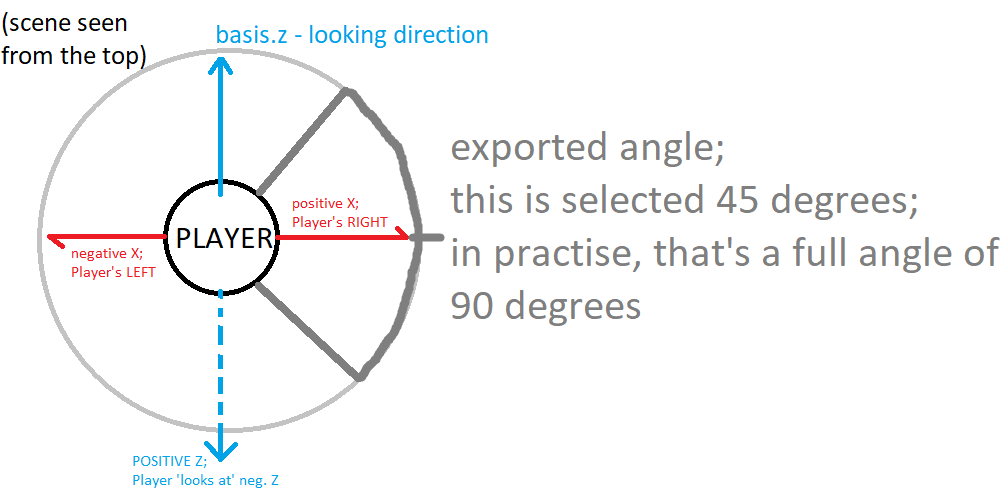 (scene seen
from the top)
basis.z - looking direction
exported angle;
this is selected 45 degrees;
in practise, that's a full angle of
90 degrees
positive X;
Player's RIGHT
PLAYER
negative X;
Player's LEFT
POSITIVE Z;
Player 'looks at' neg. Z